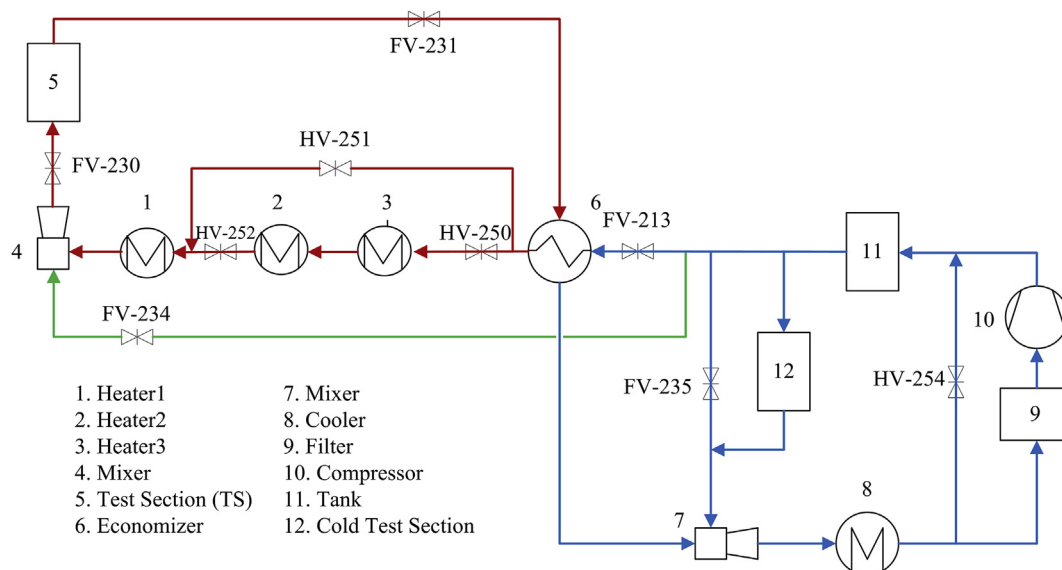 FV-231
5
HV-251
FV-230
1
2
3
6
FV-213
HV-252
HV-250
4
11
10
FV-234
FV-235
12
HV-254
9
1. Heater1
2. Heater2
3. Heater3
4. Mixer
5. Test Section (TS)
6. Economizer
7. Mixer
8. Cooler
9. Filter
10. Compressor
11. Tank
12. Cold Test Section
7
8